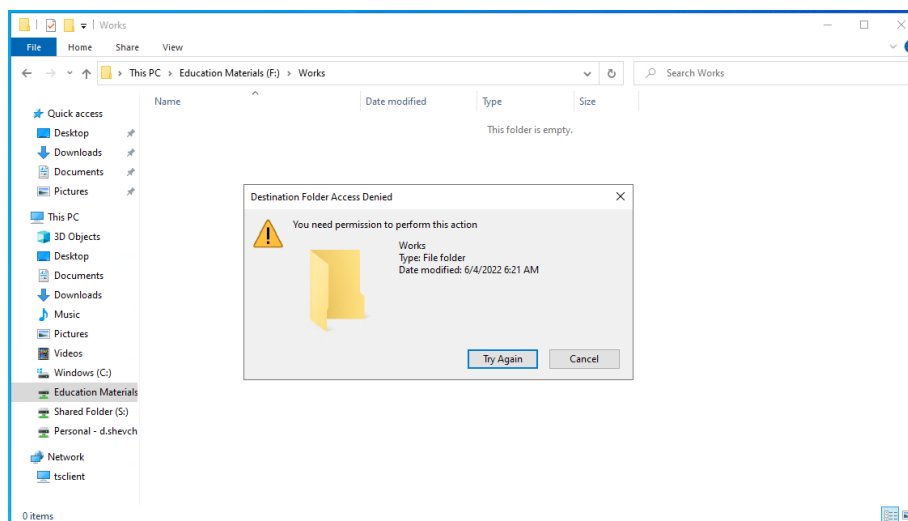 Works
File Home Share View
This PC > Education Materials (F:) > Works
Search Works
Name Date modified Type Size
This folder is empty.
Quick access
Desktop
Downloads
Documents
Pictures
This PC
3D Objects
Desktop
Documents
Downloads
Music
Pictures
Videos
Windows (C:)
Education Materials
Shared Folder (S:)
Personal - d.shevch
Network
tsclient
Destination Folder Access Denied
You need permission to perform this action
Works
Type: File folder
Date modified: 6/4/2022 6:21 AM
Try Again Cancel
0 items